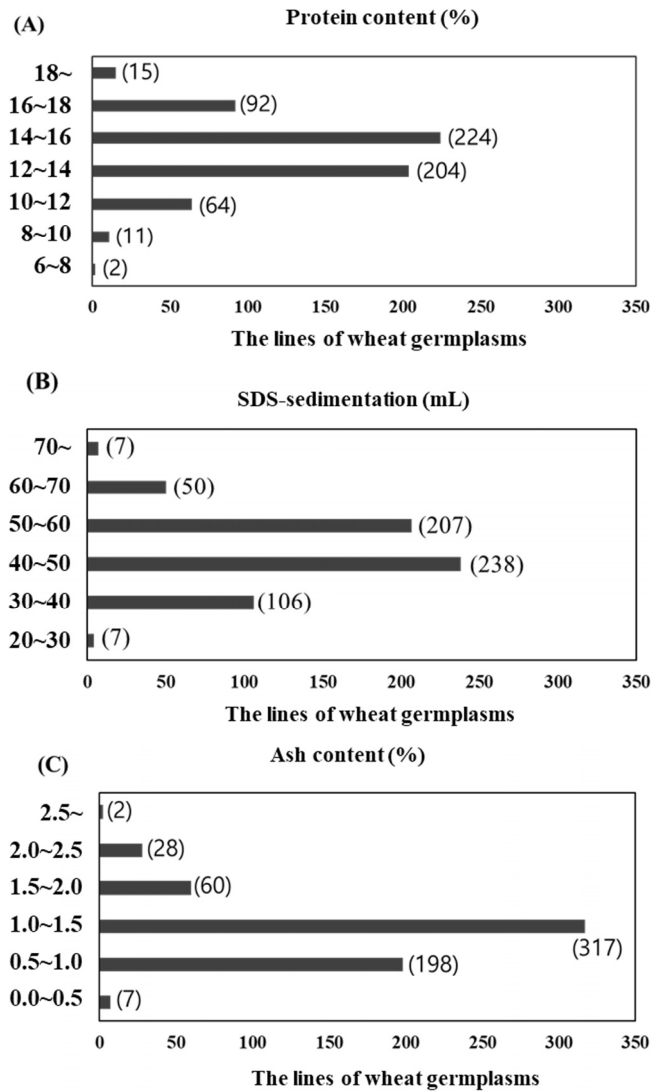 (A)
Protein content (%)
18~ (15)
16~18 (92)
14~16 (224)
12~14 (204)
10~12 (64)
8~10 (11)
6~8 (2)
0 50 100 150 200 250 300 350
The lines of wheat germplasms
(B)
SDS-sedimentation (mL)
70~ (7)
60~70 (50)
50~60 (207)
40~50 (238)
30~40 (106)
20~30 (7)
0 50 100 150 200 250 300 350
The lines of wheat germplasms
(C)
Ash content (%)
2.5~ (2)
2.0~2.5 (28)
1.5~2.0 (60)
1.0~1.5 (317)
0.5~1.0 (198)
0.0~0.5 (7)
0 50 100 150 200 250 300 350
The lines of wheat germplasms